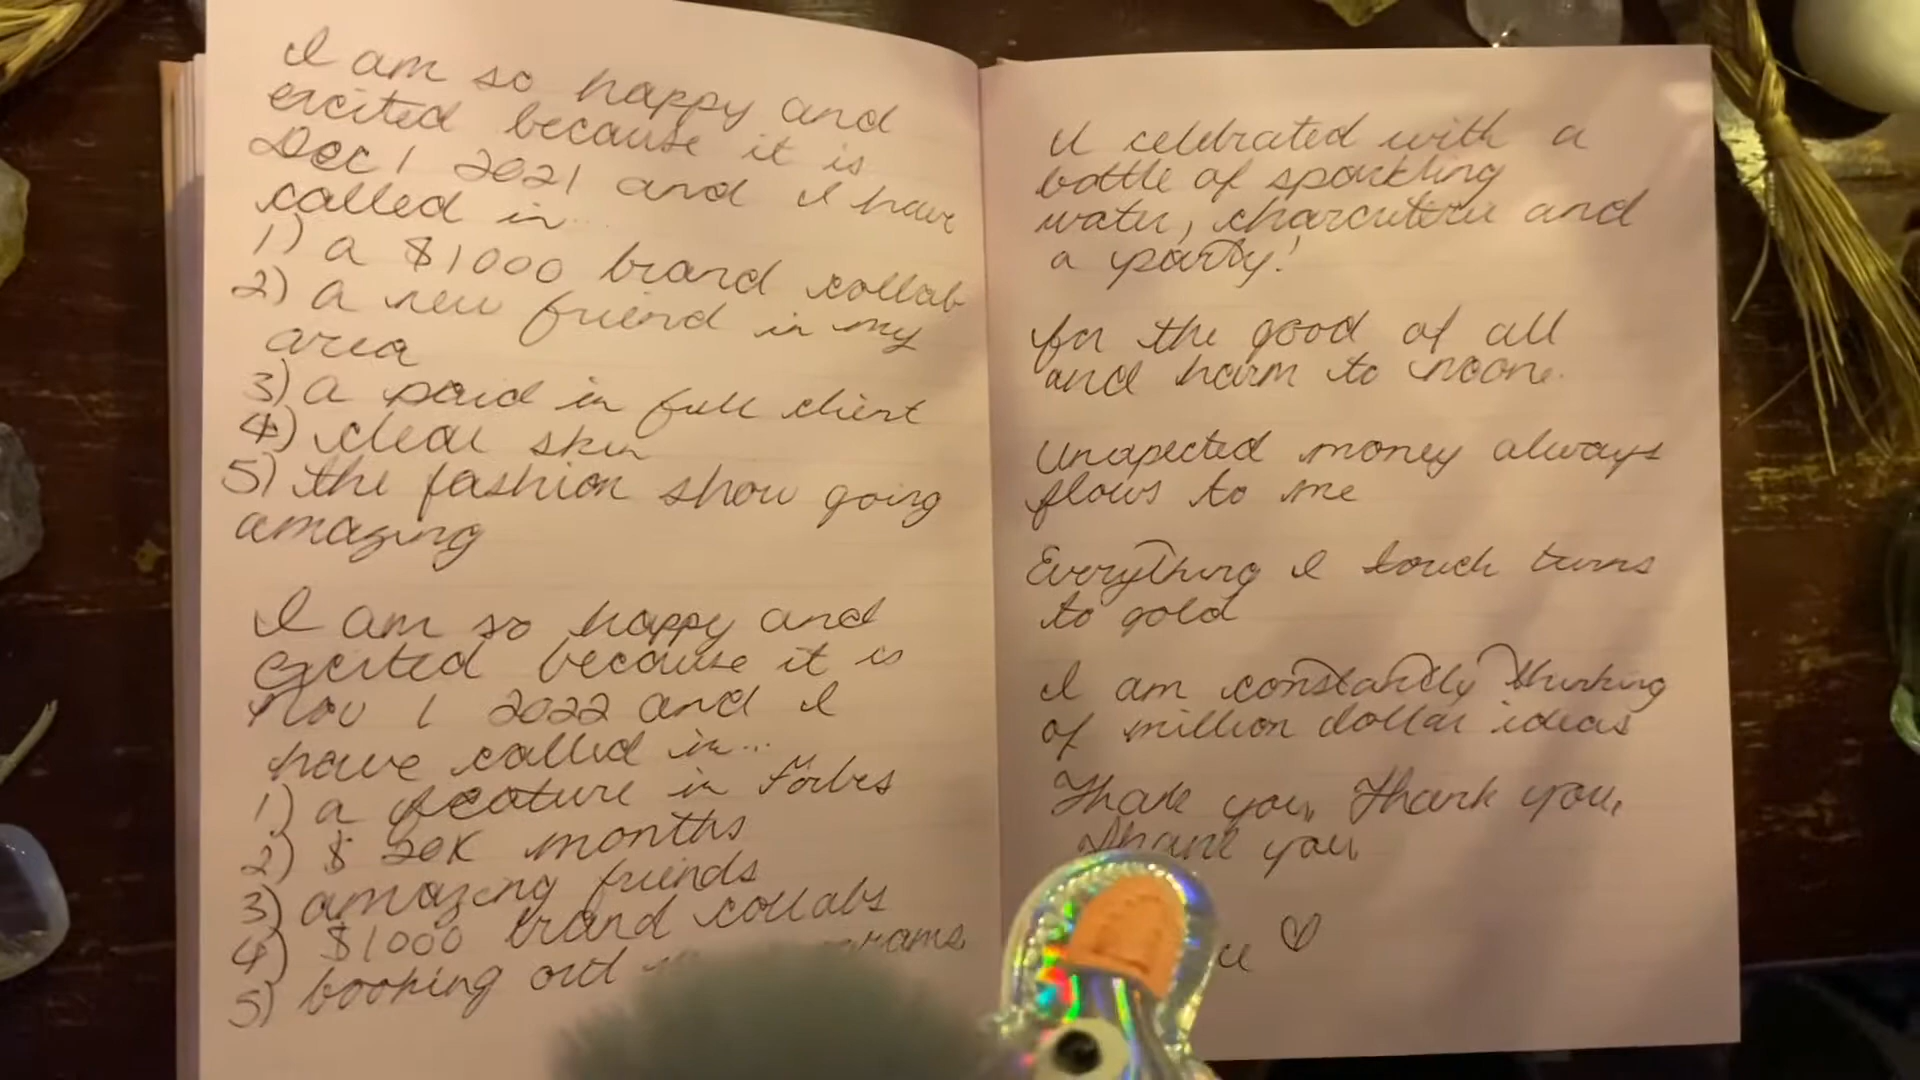 I am so happy and
excited because it is
Dec 1 2021 and I have
called in...
1) a $1000 brand collab
2) a new friend in my
area
3) a paid in full client
4) clear skin
5) the fashion show going
amazing
I am so happy and
excited because it is
Nov 1 2022 and I
have called in...
1) a feature in Forbes
2) $20K months
3) amazing friends
4) $1000 brand collabs
5) booking out
I celebrated with a
bottle of sparkling
water, charcuterie and
a party!
for the good of all
and harm to noone.
Unexpected money always
flows to me
Everything I touch turns
to gold
I am constantly thinking
of million dollar ideas
Thank you, thank you,
thank you
♡